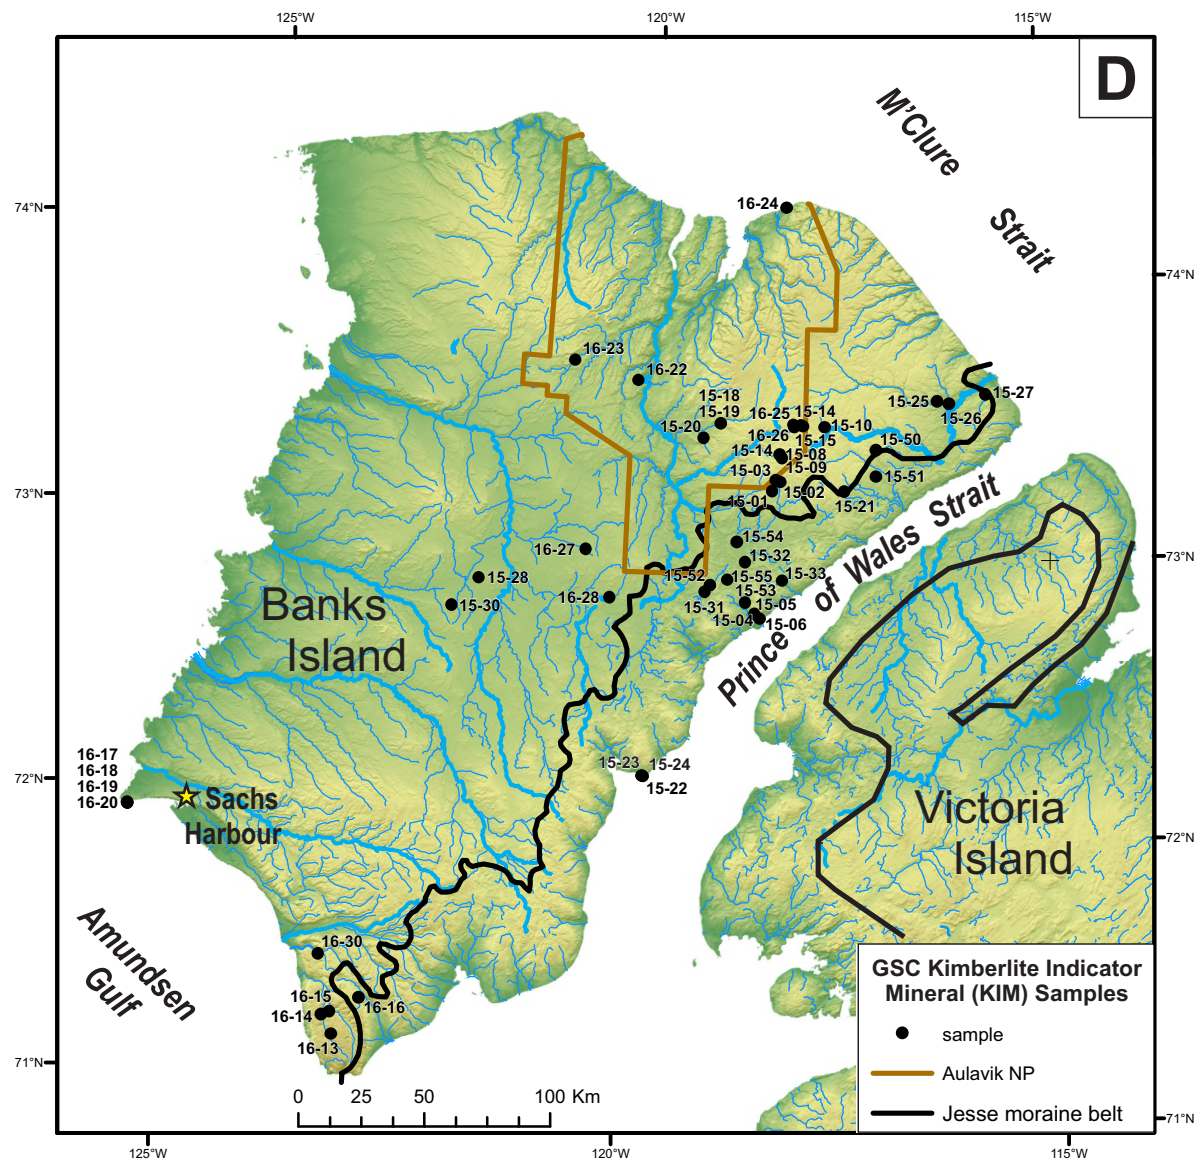 125°W
120°W
115°W
D
M'Clure
Strait
74°N
16-24
74°N
16-23
16-22
15-18
15-19
15-20
16-25
15-14
16-26
15-15
15-10
15-25
15-26
15-27
15-14
15-08
15-09
15-50
15-03
15-51
73°N
15-01
15-02
15-21
15-54
Prince of Wales Strait
16-27
15-32
73°N
15-28
15-52
15-55
15-33
15-30
16-28
15-53
15-31
15-05
15-04
15-06
Banks
Island
15-23
15-24
15-22
16-17
16-18
16-19
16-20
72°N
Sachs
Harbour
Victoria
Island
72°N
Amundsen
Gulf
16-30
16-15
16-14
16-16
16-13
71°N
GSC Kimberlite Indicator
Mineral (KIM) Samples
sample
Aulavik NP
Jesse moraine belt
0 25 50 100 Km
71°N
125°W
120°W
115°W